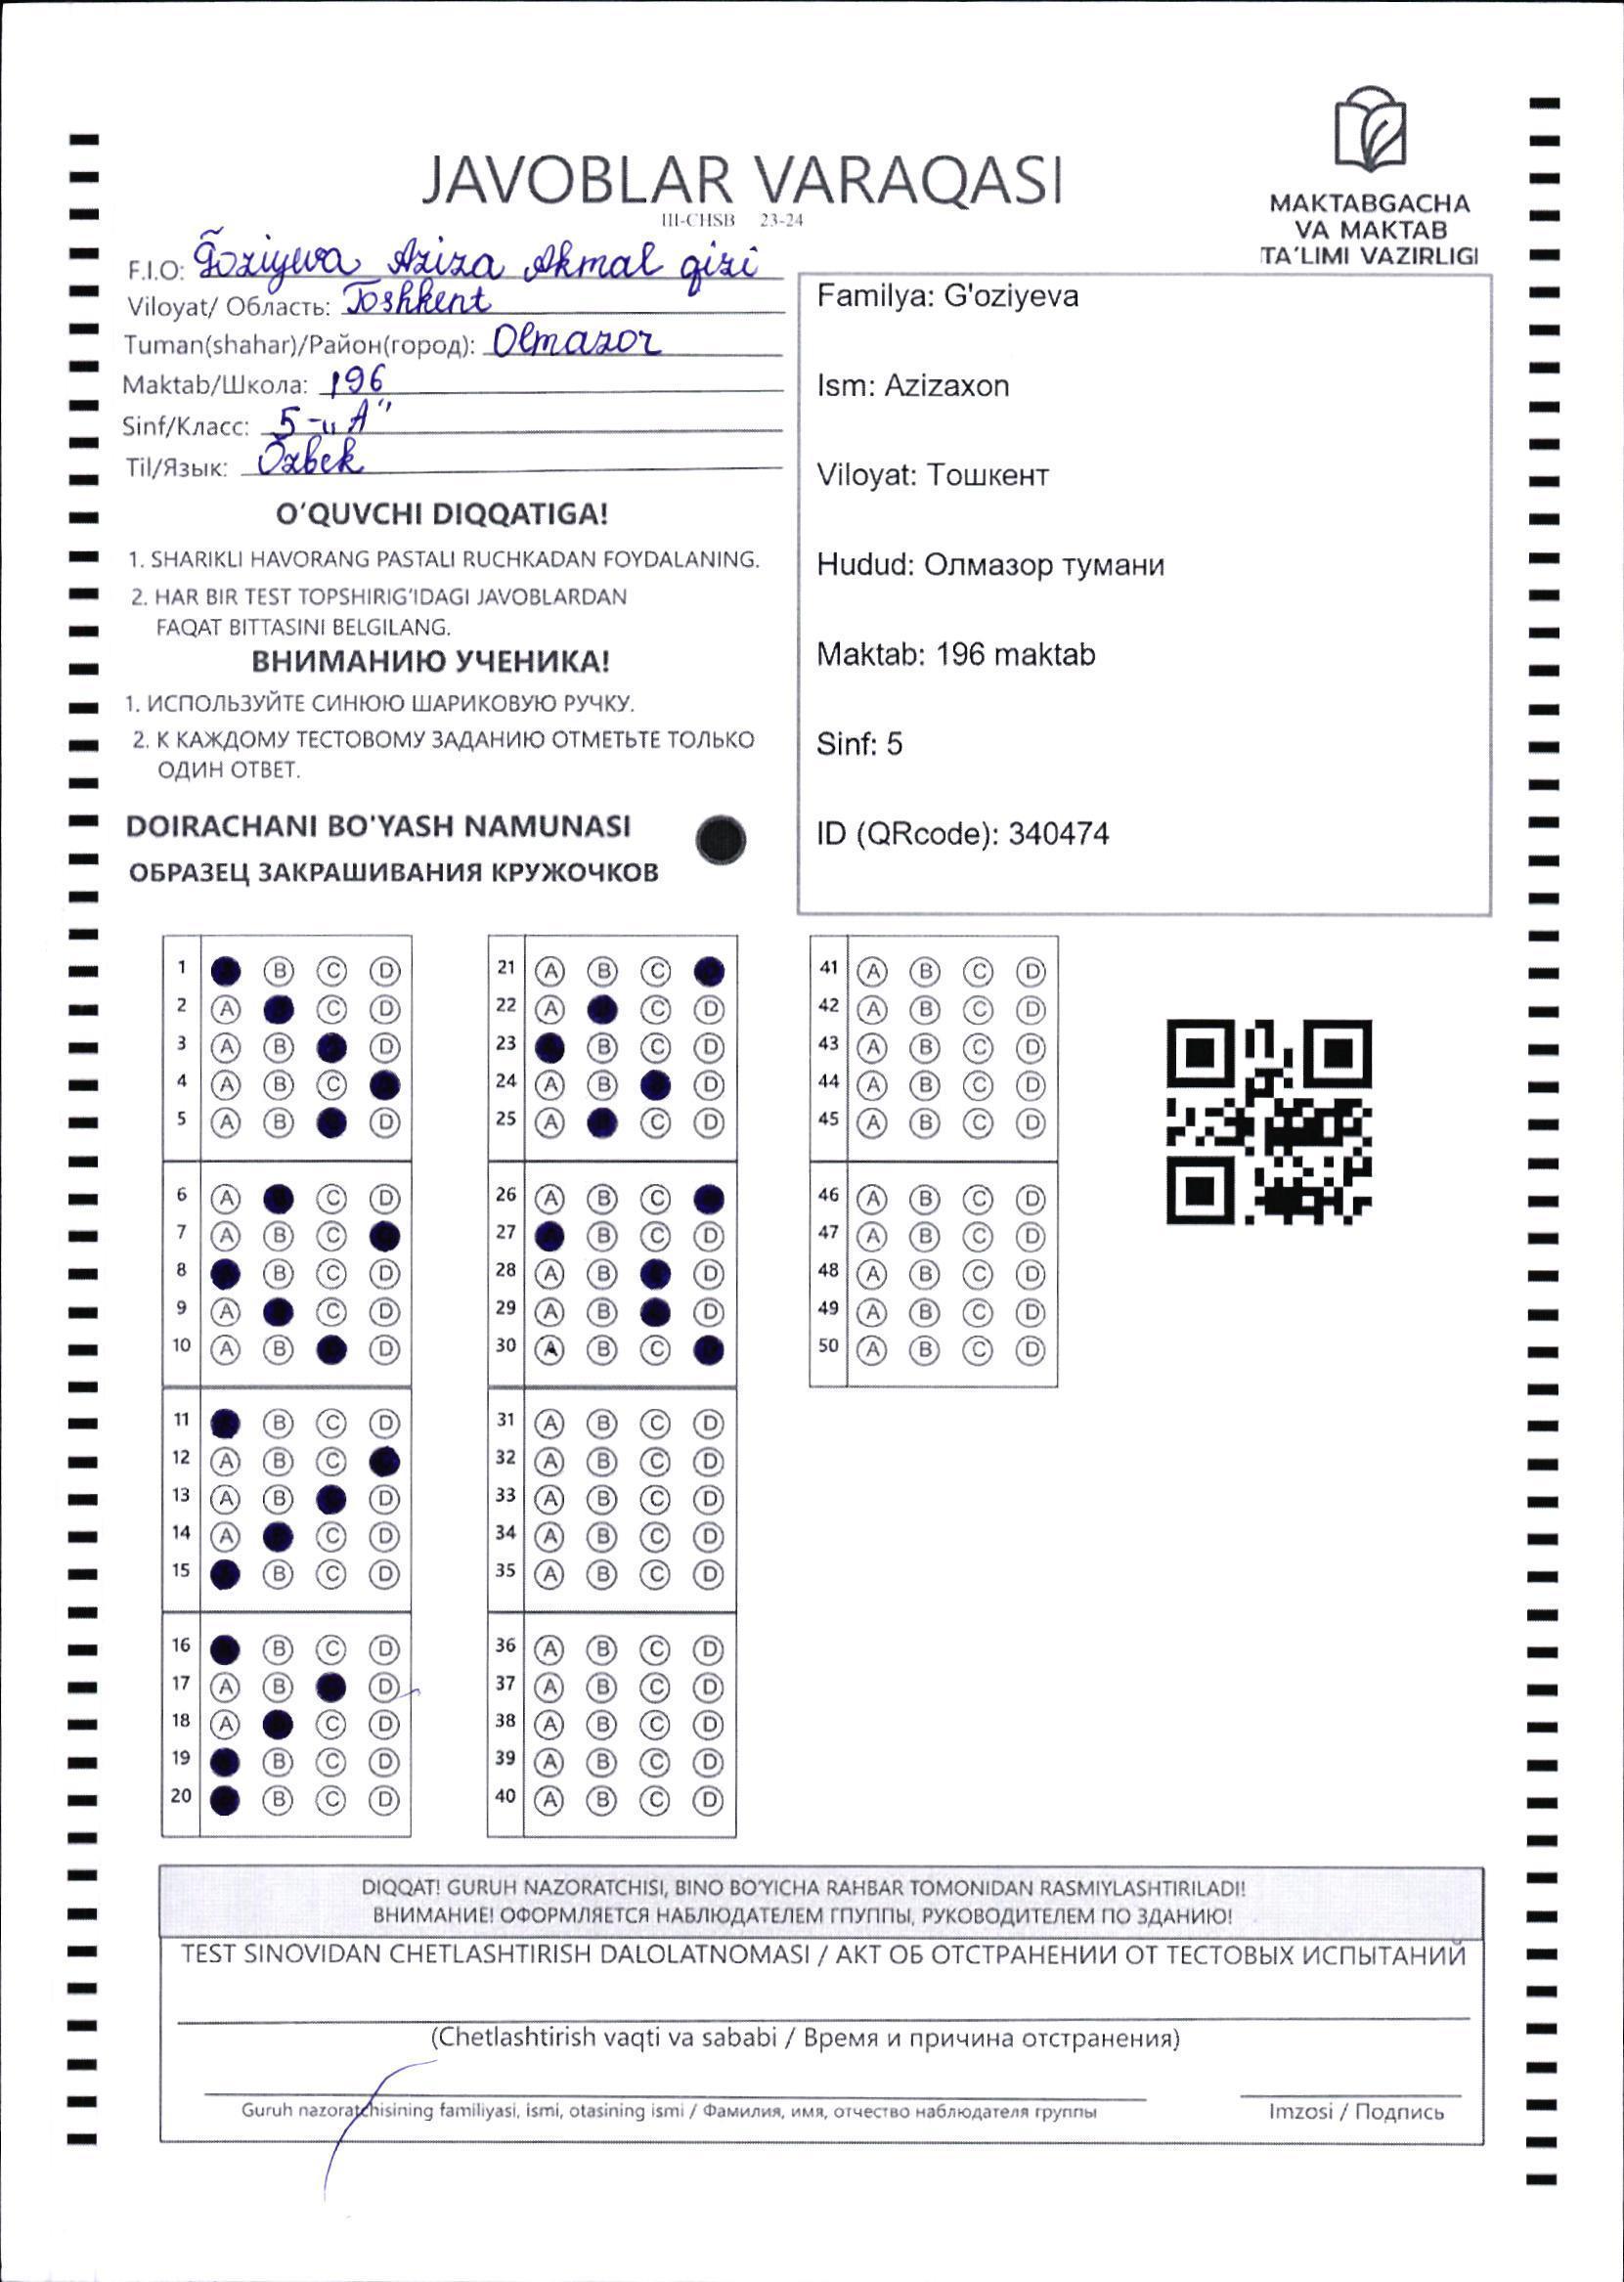 JAVOBLAR VARAQASI
III-CHSB 23-24
MAKTABGACHA
VA MAKTAB
TA'LIMI VAZIRLIGI
F.I.O: G̃oziyeva Aziza Akmal qizi
Viloyat/ Область: Toshkent
Tuman(shahar)/Район(город): Olmazor
Maktab/Школа: 196
Sinf/Класс: 5-"A"
Til/Язык: Õzbek
O'QUVCHI DIQQATIGA!
1. SHARIKLI HAVORANG PASTALI RUCHKADAN FOYDALANING.
2. HAR BIR TEST TOPSHIRIG'IDAGI JAVOBLARDAN
FAQAT BITTASINI BELGILANG.
ВНИМАНИЮ УЧЕНИКА!
1. ИСПОЛЬЗУЙТЕ СИНЮЮ ШАРИКОВУЮ РУЧКУ.
2. К КАЖДОМУ ТЕСТОВОМУ ЗАДАНИЮ ОТМЕТЬТЕ ТОЛЬКО
ОДИН ОТВЕТ.
DOIRACHANI BO'YASH NAMUNASI
ОБРАЗЕЦ ЗАКРАШИВАНИЯ КРУЖОЧКОВ
Familya: G'oziyeva
Ism: Azizaxon
Viloyat: Тошкент
Hudud: Олмазор тумани
Maktab: 196 maktab
Sinf: 5
ID (QRcode): 340474
1 B C D
2 A C D
3 A B D
4 A B C
5 A B D
6 A C D
7 A B C
8 B C D
9 A C D
10 A B D
11 B C D
12 A B C
13 A B D
14 A C D
15 B C D
16 B C D
17 A B D
18 A C D
19 B C D
20 B C D
21 A B C
22 A C D
23 B C D
24 A B D
25 A C D
26 A B C
27 B C D
28 A B D
29 A B D
30 A B C
31 A B C D
32 A B C D
33 A B C D
34 A B C D
35 A B C D
36 A B C D
37 A B C D
38 A B C D
39 A B C D
40 A B C D
41 A B C D
42 A B C D
43 A B C D
44 A B C D
45 A B C D
46 A B C D
47 A B C D
48 A B C D
49 A B C D
50 A B C D
DIQQAT! GURUH NAZORATCHISI, BINO BO'YICHA RAHBAR TOMONIDAN RASMIYLASHTIRILADI!
ВНИМАНИЕ! ОФОРМЛЯЕТСЯ НАБЛЮДАТЕЛЕМ ГПУППЫ, РУКОВОДИТЕЛЕМ ПО ЗДАНИЮ!
TEST SINOVIDAN CHETLASHTIRISH DALOLATNOMASI / АКТ ОБ ОТСТРАНЕНИИ ОТ ТЕСТОВЫХ ИСПЫТАНИЙ
(Chetlashtirish vaqti va sababi / Время и причина отстранения)
Guruh nazoratchisining familiyasi, ismi, otasining ismi / Фамилия, имя, отчество наблюдателя группы
Imzosi / Подпись